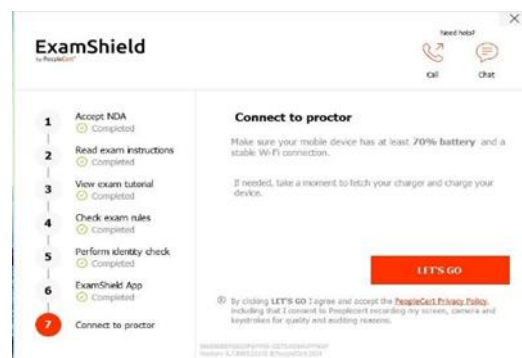 Need help?
ExamShield
by PeopleCert
Call
Chat
1
Accept NDA
Completed
2
Read exam instructions
Completed
3
View exam tutorial
Completed
4
Check exam rules
Completed
5
Perform identity check
Completed
6
ExamShield App
Completed
7
Connect to proctor
Connect to proctor
Make sure your mobile device has at least 70% battery and a
stable Wi-Fi connection.
If needed, take a moment to fetch your charger and charge your
device.
LET'S GO
By clicking LET'S GO I agree and accept the PeopleCert Privacy Policy,
including that I consent to Peoplecert recording my screen, camera and
keystrokes for quality and auditing reasons.